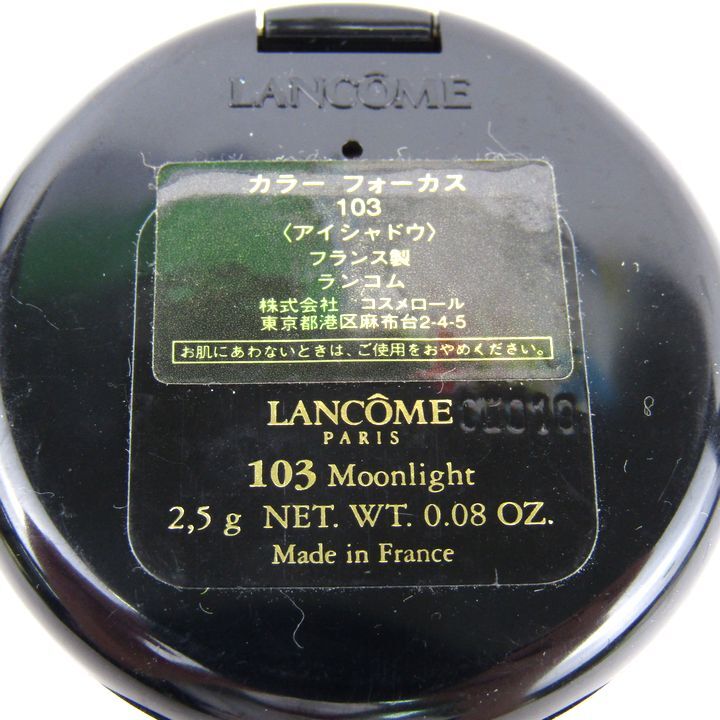 LANCÔME
カラー フォーカス
103
〈アイシャドウ〉
フランス製
ランコム
株式会社 コスメロール
東京都港区麻布台2-4-5
お肌にあわないときは、ご使用をおやめください。
LANCÔME
PARIS
103 Moonlight
2,5 g NET. WT. 0.08 OZ.
Made in France
8